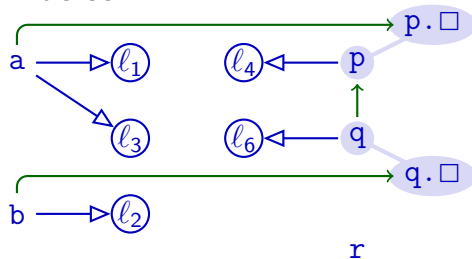 p.□
a ℓ1 ℓ4 p
ℓ3 ℓ6 q
q.□
b ℓ2
r